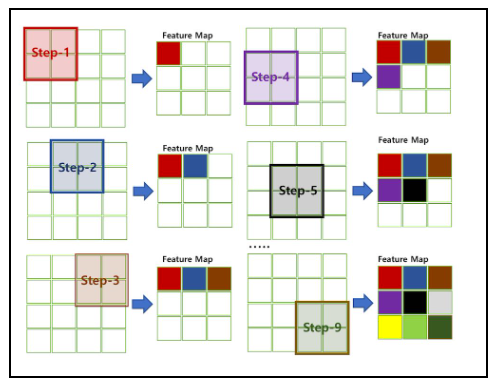 Step-1
Feature Map
Step-2
Feature Map
Step-3
Feature Map
Step-4
Feature Map
Step-5
Feature Map
.....
Step-9
Feature Map